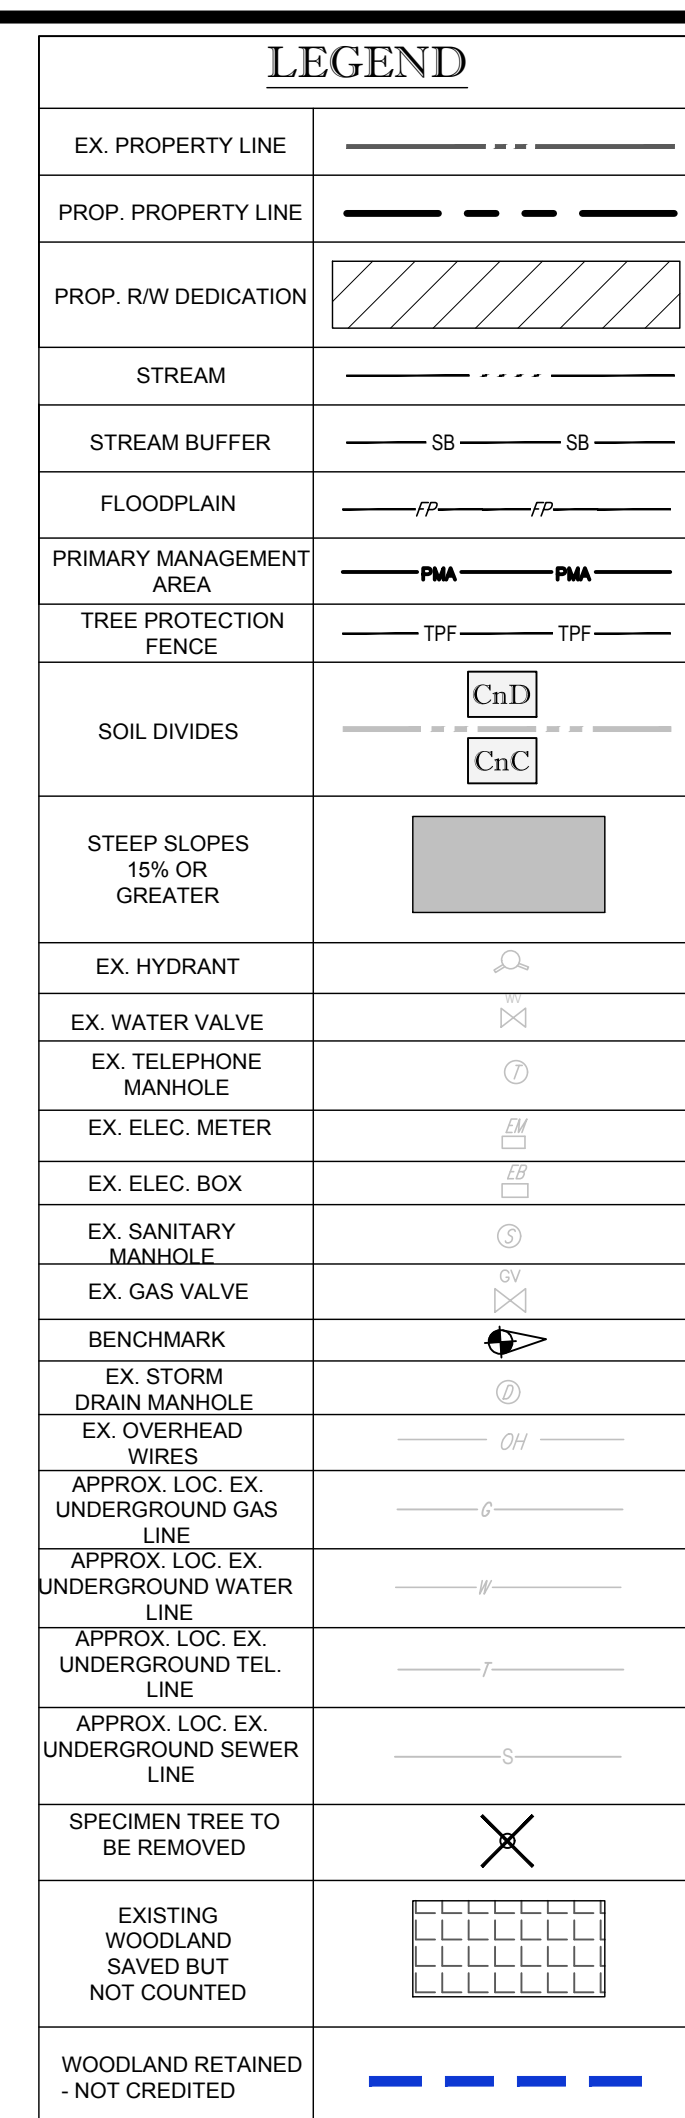 LEGEND
EX. PROPERTY LINE
PROP. PROPERTY LINE
PROP. R/W DEDICATION
STREAM
STREAM BUFFER
SB SB
FLOODPLAIN
FP FP
PRIMARY MANAGEMENT
AREA
PMA PMA
TREE PROTECTION
FENCE
TPF TPF
SOIL DIVIDES
CnD
CnC
STEEP SLOPES
15% OR
GREATER
EX. HYDRANT
EX. WATER VALVE
WV
EX. TELEPHONE
MANHOLE
T
EX. ELEC. METER
EM
EX. ELEC. BOX
EB
EX. SANITARY
MANHOLE
S
EX. GAS VALVE
GV
BENCHMARK
EX. STORM
DRAIN MANHOLE
D
EX. OVERHEAD
WIRES
OH
APPROX. LOC. EX.
UNDERGROUND GAS
LINE
G
APPROX. LOC. EX.
UNDERGROUND WATER
LINE
W
APPROX. LOC. EX.
UNDERGROUND TEL.
LINE
T
APPROX. LOC. EX.
UNDERGROUND SEWER
LINE
S
SPECIMEN TREE TO
BE REMOVED
EXISTING
WOODLAND
SAVED BUT
NOT COUNTED
WOODLAND RETAINED
- NOT CREDITED